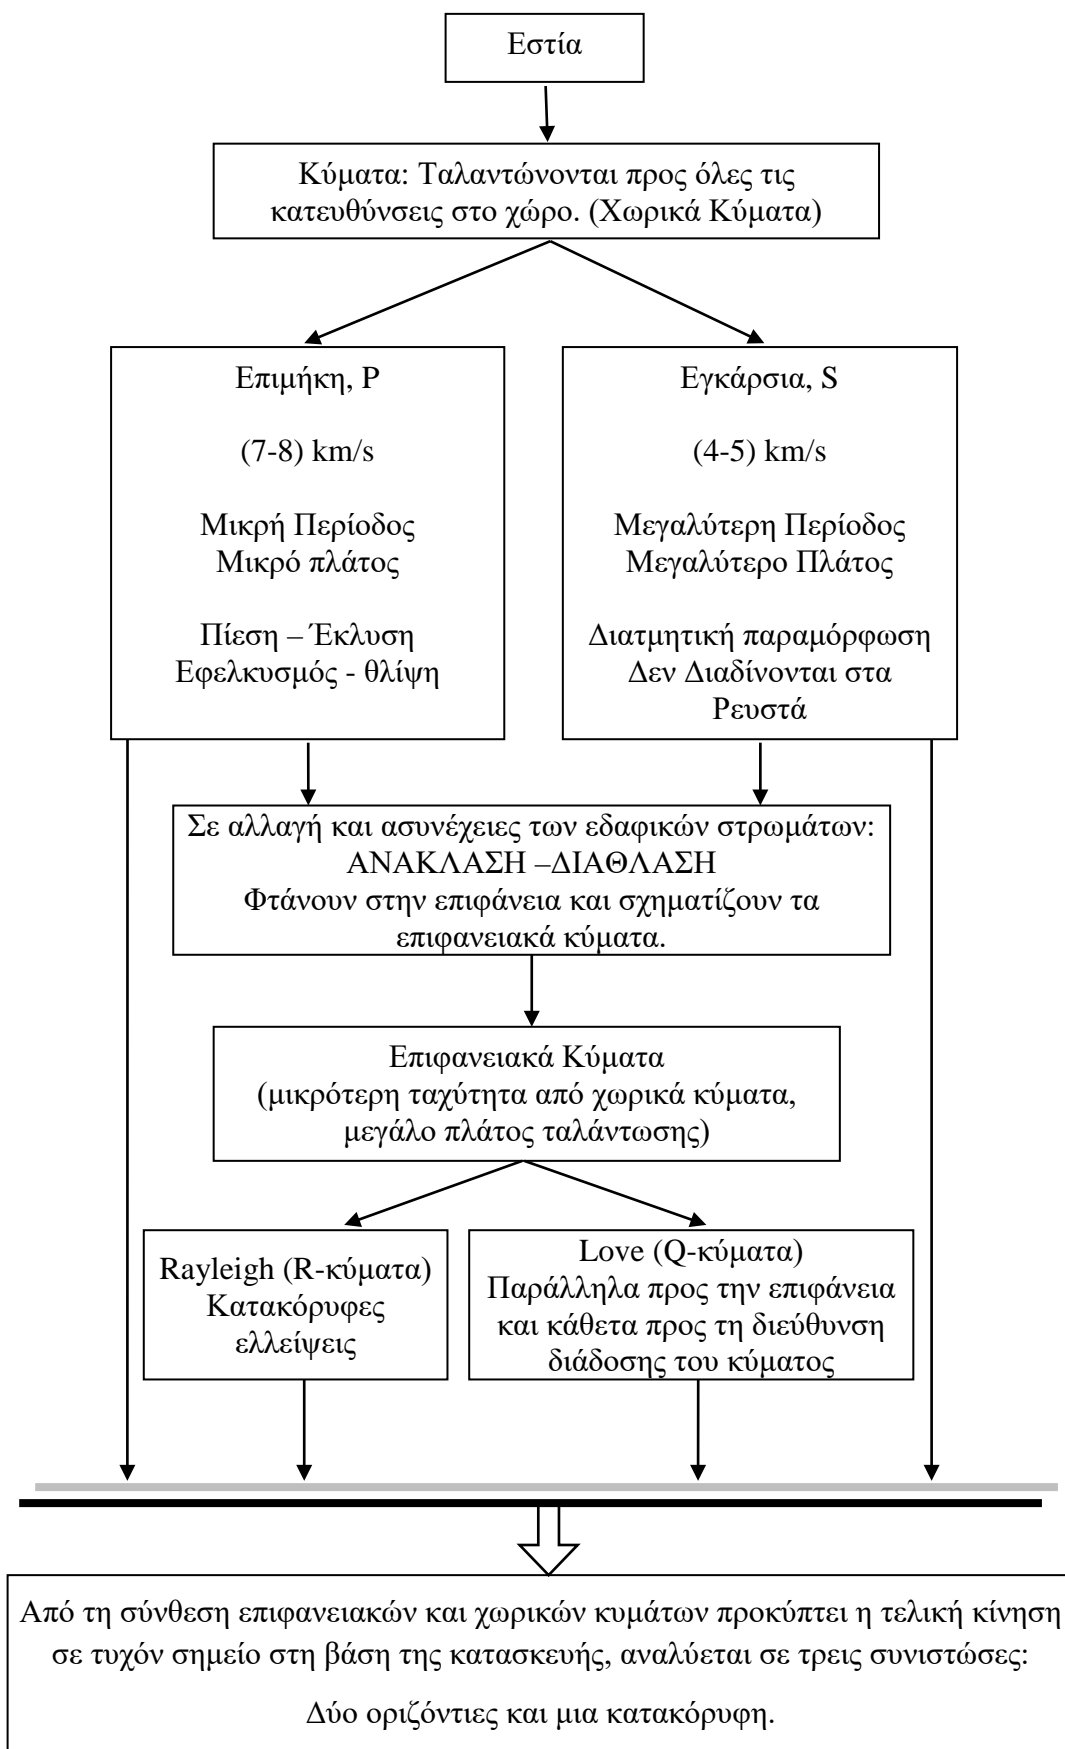 Εστία
Κύματα: Ταλαντώνονται προς όλες τις
κατευθύνσεις στο χώρο. (Χωρικά Κύματα)
Επιμήκη, P
(7-8) km/s
Μικρή Περίοδος
Μικρό πλάτος
Πίεση – Έκλυση
Εφελκυσμός - θλίψη
Εγκάρσια, S
(4-5) km/s
Μεγαλύτερη Περίοδος
Μεγαλύτερο Πλάτος
Διατμητική παραμόρφωση
Δεν Διαδίνονται στα
Ρευστά
Σε αλλαγή και ασυνέχειες των εδαφικών στρωμάτων:
ΑΝΑΚΛΑΣΗ –ΔΙΑΘΛΑΣΗ
Φτάνουν στην επιφάνεια και σχηματίζουν τα
επιφανειακά κύματα.
Επιφανειακά Κύματα
(μικρότερη ταχύτητα από χωρικά κύματα,
μεγάλο πλάτος ταλάντωσης)
Rayleigh (R-κύματα)
Κατακόρυφες
ελλείψεις
Love (Q-κύματα)
Παράλληλα προς την επιφάνεια
και κάθετα προς τη διεύθυνση
διάδοσης του κύματος
Από τη σύνθεση επιφανειακών και χωρικών κυμάτων προκύπτει η τελική κίνηση
σε τυχόν σημείο στη βάση της κατασκευής, αναλύεται σε τρεις συνιστώσες:
Δύο οριζόντιες και μια κατακόρυφη.